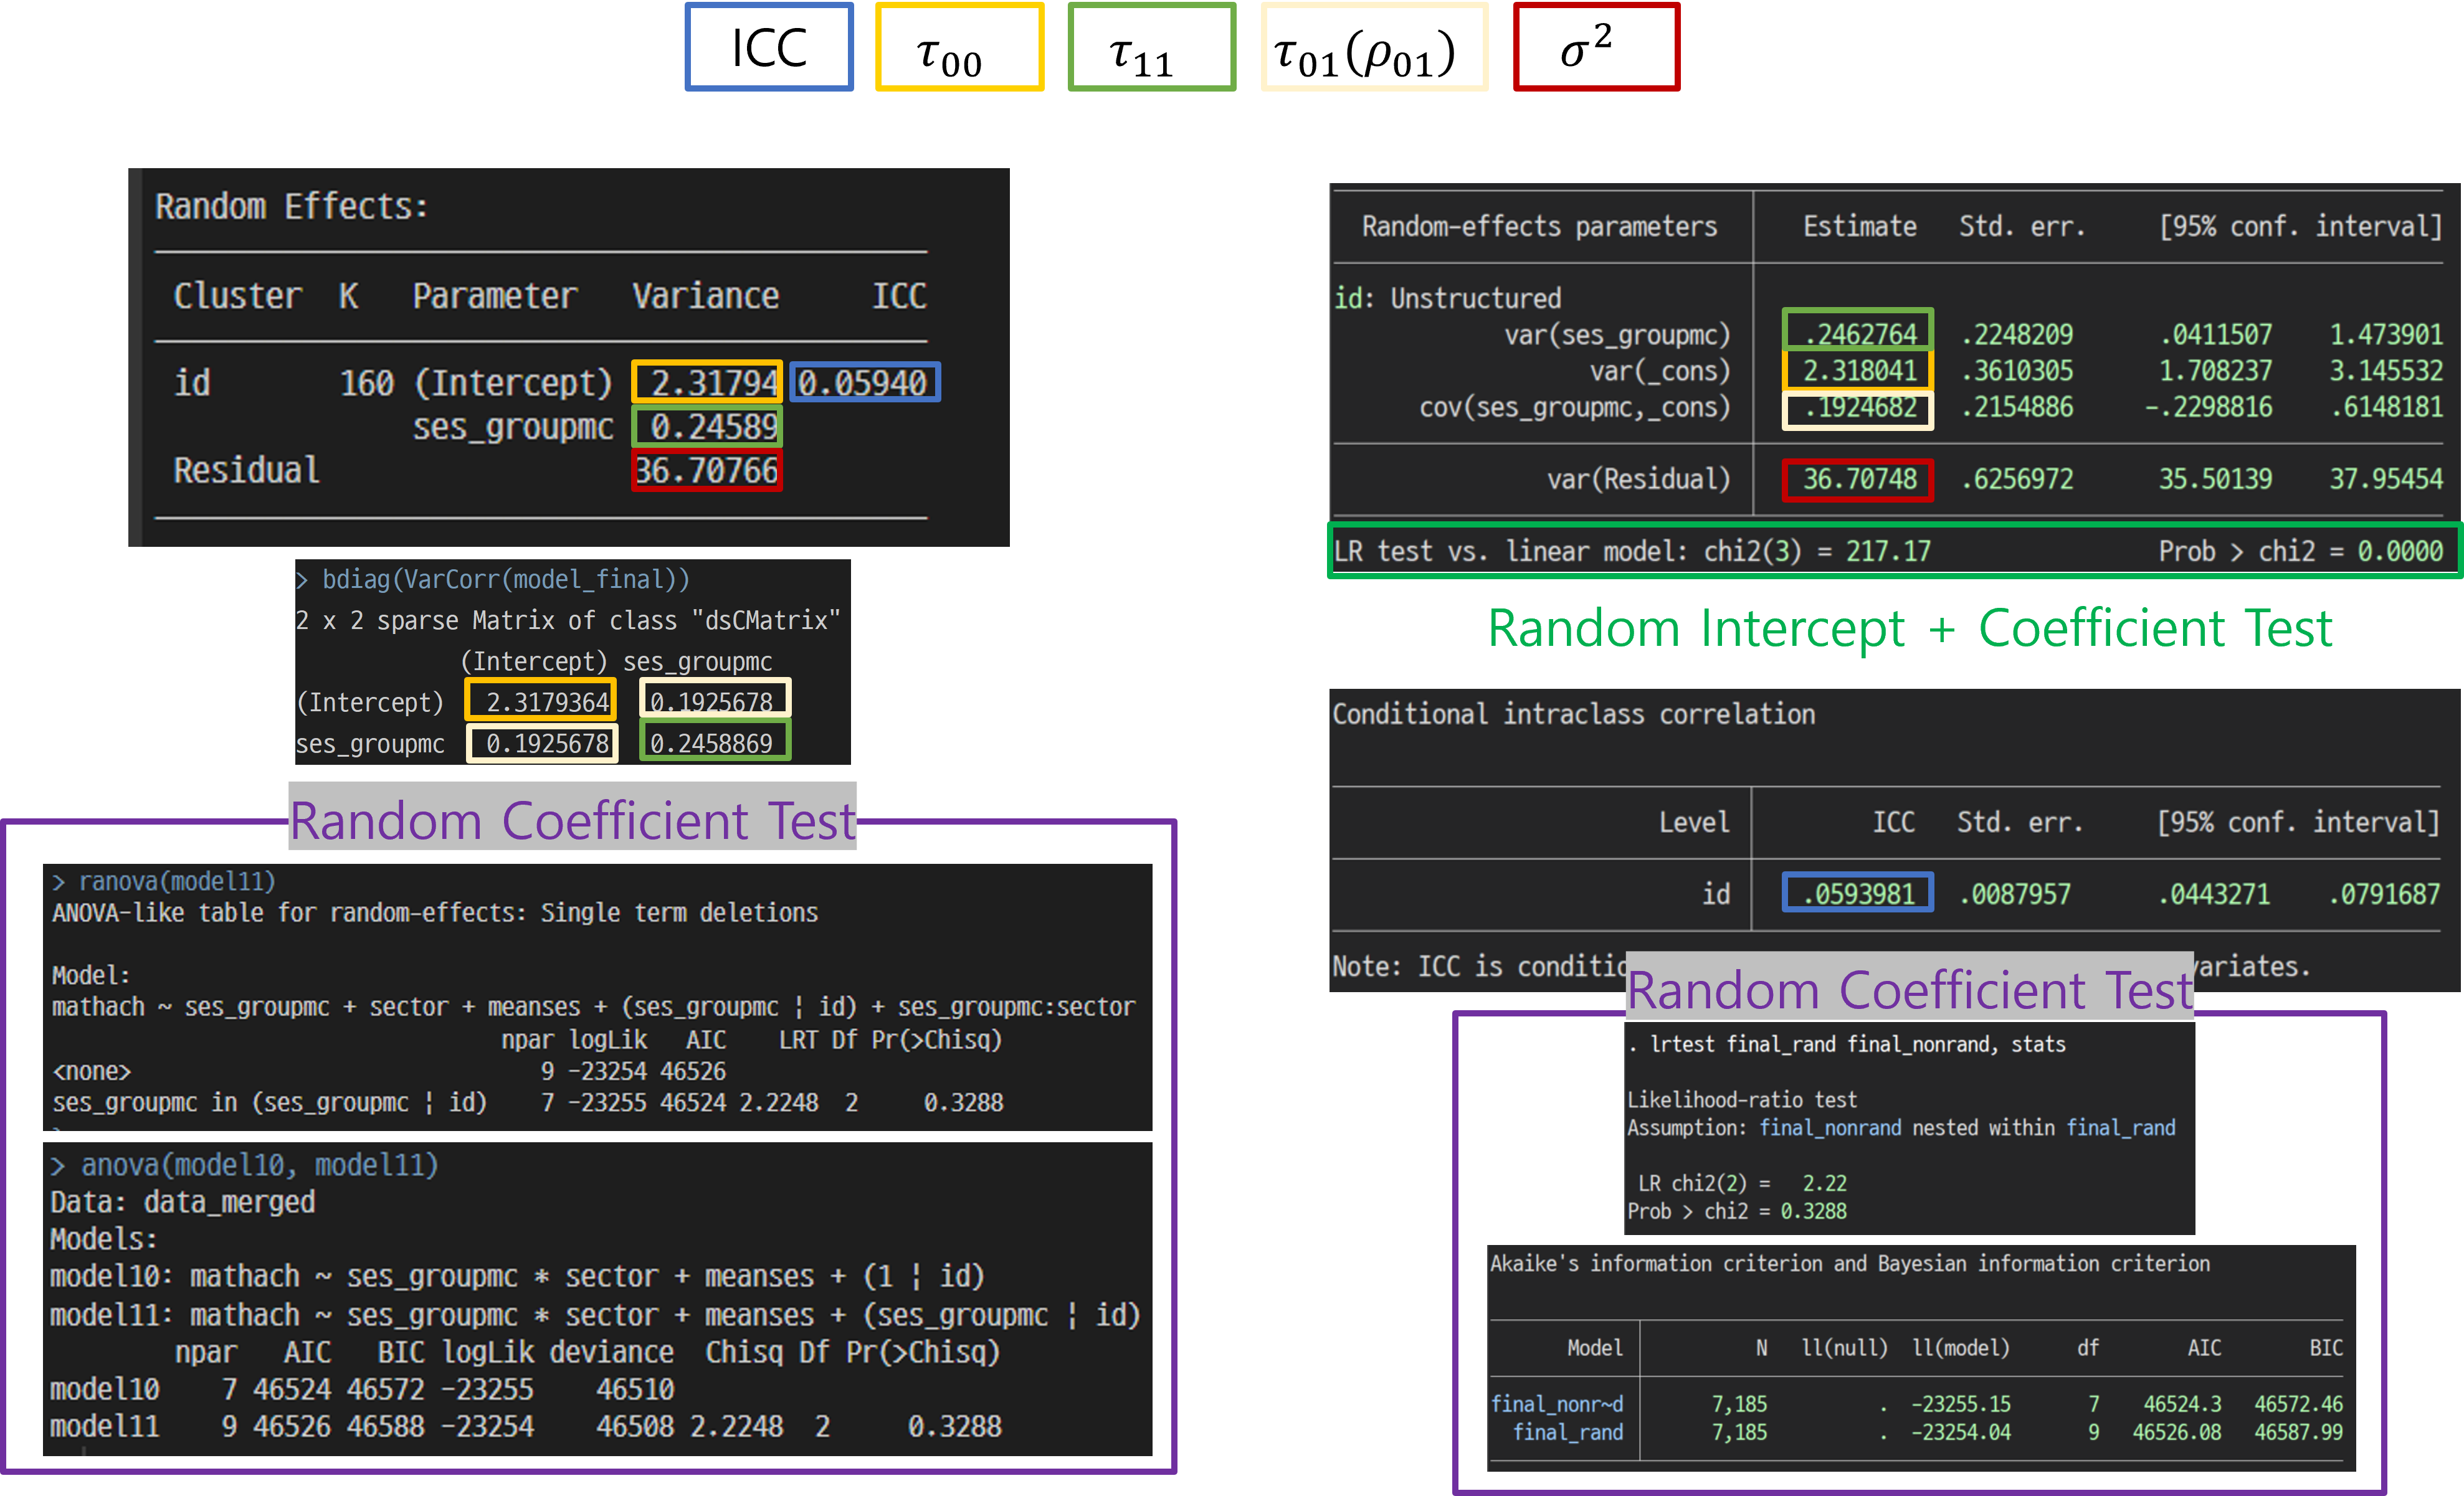 ICC τ₀₀ τ₁₁ τ₀₁(ρ₀₁) σ²
Random Effects:
Cluster K Parameter Variance ICC
id 160 (Intercept) 2.31794 0.05940
ses_groupmc 0.24589
Residual 36.70766
> bdiag(VarCorr(model_final))
2 x 2 sparse Matrix of class "dsCMatrix"
(Intercept) ses_groupmc
(Intercept) 2.3179364 0.1925678
ses_groupmc 0.1925678 0.2458869
Random Coefficient Test
> ranova(model11)
ANOVA-like table for random-effects: Single term deletions
Model:
mathach ~ ses_groupmc + sector + meanses + (ses_groupmc ¦ id) + ses_groupmc:sector
npar logLik AIC LRT Df Pr(>Chisq)
<none> 9 -23254 46526
ses_groupmc in (ses_groupmc ¦ id) 7 -23255 46524 2.2248 2 0.3288
> anova(model10, model11)
Data: data_merged
Models:
model10: mathach ~ ses_groupmc * sector + meanses + (1 ¦ id)
model11: mathach ~ ses_groupmc * sector + meanses + (ses_groupmc ¦ id)
npar AIC BIC logLik deviance Chisq Df Pr(>Chisq)
model10 7 46524 46572 -23255 46510
model11 9 46526 46588 -23254 46508 2.2248 2 0.3288
Random-effects parameters Estimate Std. err. [95% conf. interval]
id: Unstructured
var(ses_groupmc) .2462764 .2248209 .0411507 1.473901
var(_cons) 2.318041 .3610305 1.708237 3.145532
cov(ses_groupmc,_cons) .1924682 .2154886 -.2298816 .6148181
var(Residual) 36.70748 .6256972 35.50139 37.95454
LR test vs. linear model: chi2(3) = 217.17 Prob > chi2 = 0.0000
Random Intercept + Coefficient Test
Conditional intraclass correlation
Level ICC Std. err. [95% conf. interval]
id .0593981 .0087957 .0443271 .0791687
Note: ICC is conditio variates.
Random Coefficient Test
. lrtest final_rand final_nonrand, stats
Likelihood-ratio test
Assumption: final_nonrand nested within final_rand
LR chi2(2) = 2.22
Prob > chi2 = 0.3288
Akaike's information criterion and Bayesian information criterion
Model N ll(null) ll(model) df AIC BIC
final_nonr~d 7,185 . -23255.15 7 46524.3 46572.46
final_rand 7,185 . -23254.04 9 46526.08 46587.99